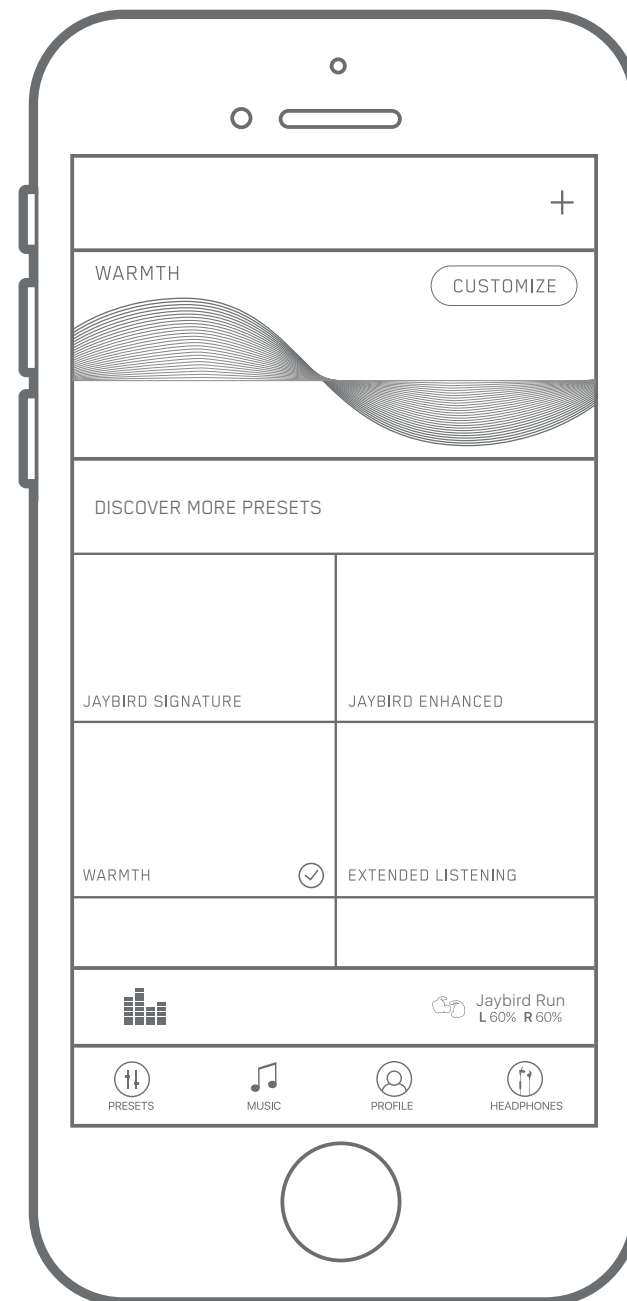 +
WARMTH
CUSTOMIZE
DISCOVER MORE PRESETS
JAYBIRD SIGNATURE
JAYBIRD ENHANCED
WARMTH
EXTENDED LISTENING
Jaybird Run
L 60% R 60%
PRESETS
MUSIC
PROFILE
HEADPHONES